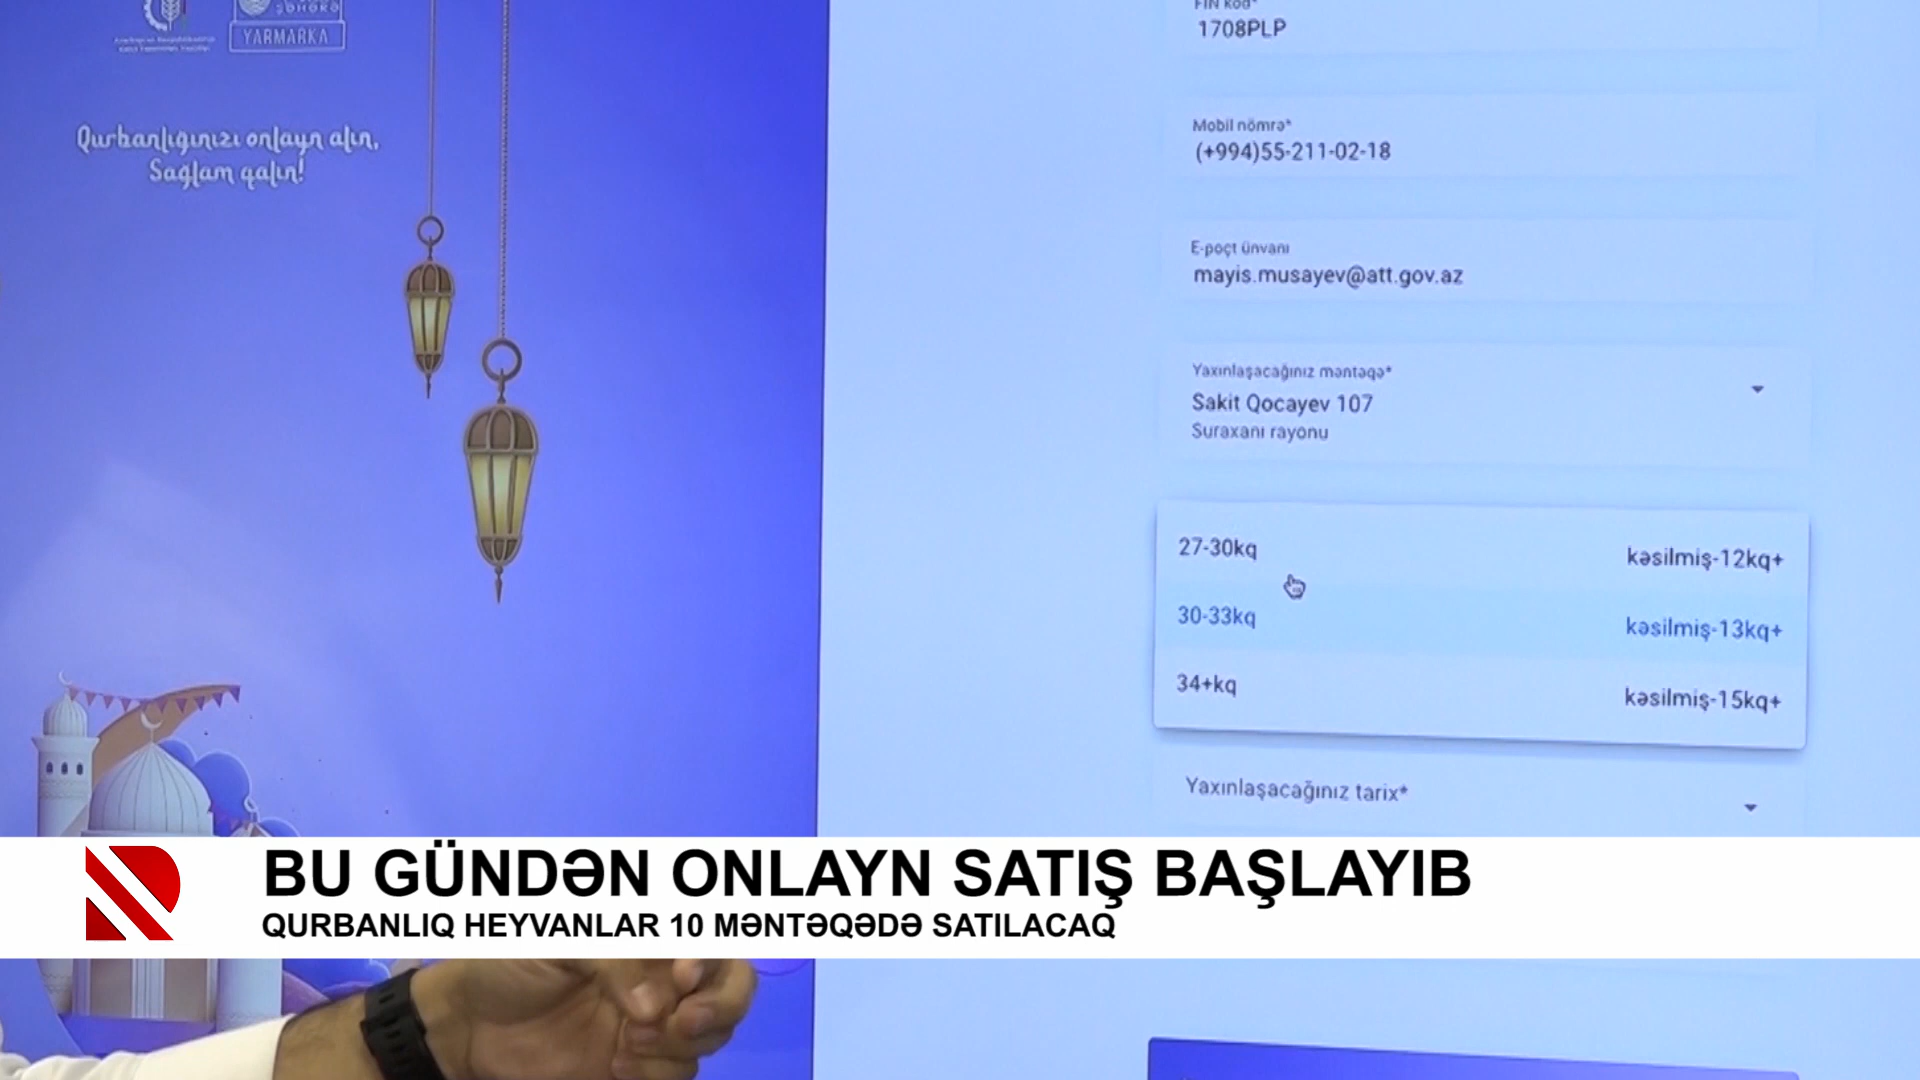 ŞƏHƏRƏ
YARMARKA
Qurbanlığınızı onlayn alın,
Sağlam qalın!
FIN kod*
1708PLP
Mobil nömrə*
(+994)55-211-02-18
E-poçt ünvanı
mayis.musayev@att.gov.az
Yaxınlaşacağınız məntəqə*
Sakit Qocayev 107
Suraxanı rayonu
27-30kq kəsilmiş-12kq+
30-33kq kəsilmiş-13kq+
34+kq kəsilmiş-15kq+
Yaxınlaşacağınız tarix*
BU GÜNDƏN ONLAYN SATIŞ BAŞLAYIB
QURBANLIQ HEYVANLAR 10 MƏNTƏQƏDƏ SATILACAQ